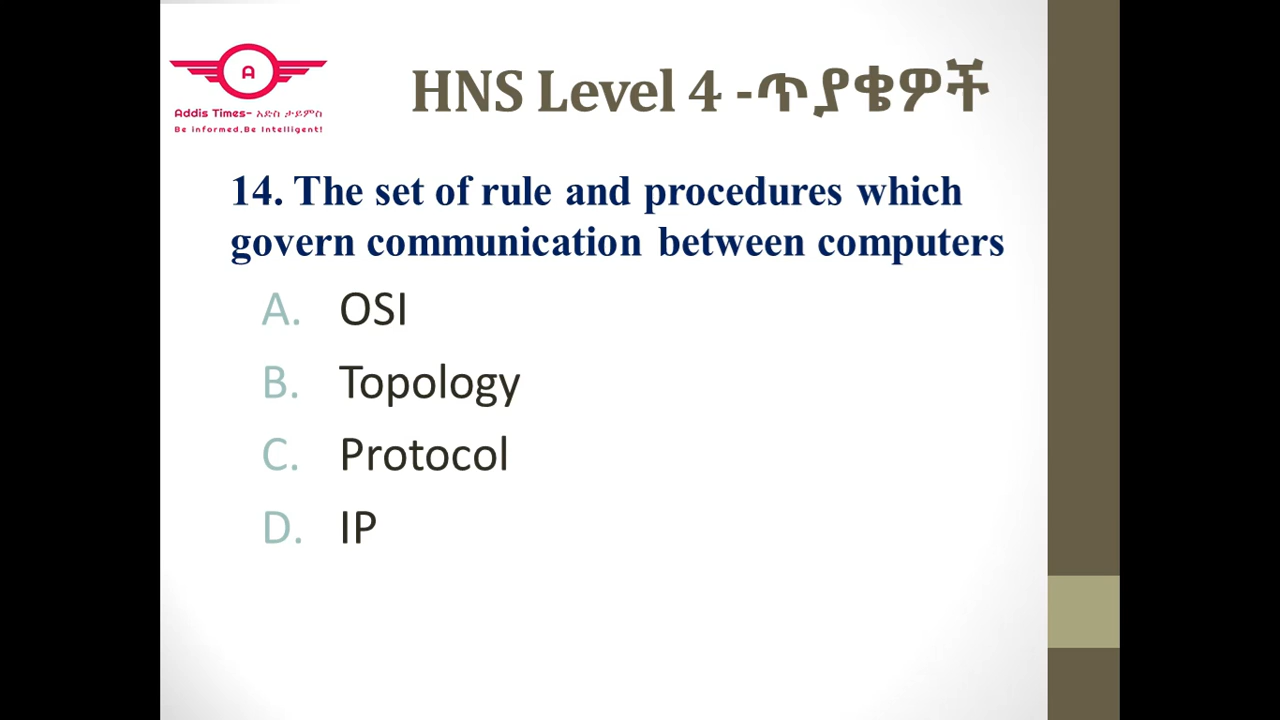 A
Addis Times- አድስ ታይምስ
Be informed,Be Intelligent!
HNS Level 4 -ጥያቄዎች
14. The set of rule and procedures which
govern communication between computers
A. OSI
B. Topology
C. Protocol
D. IP